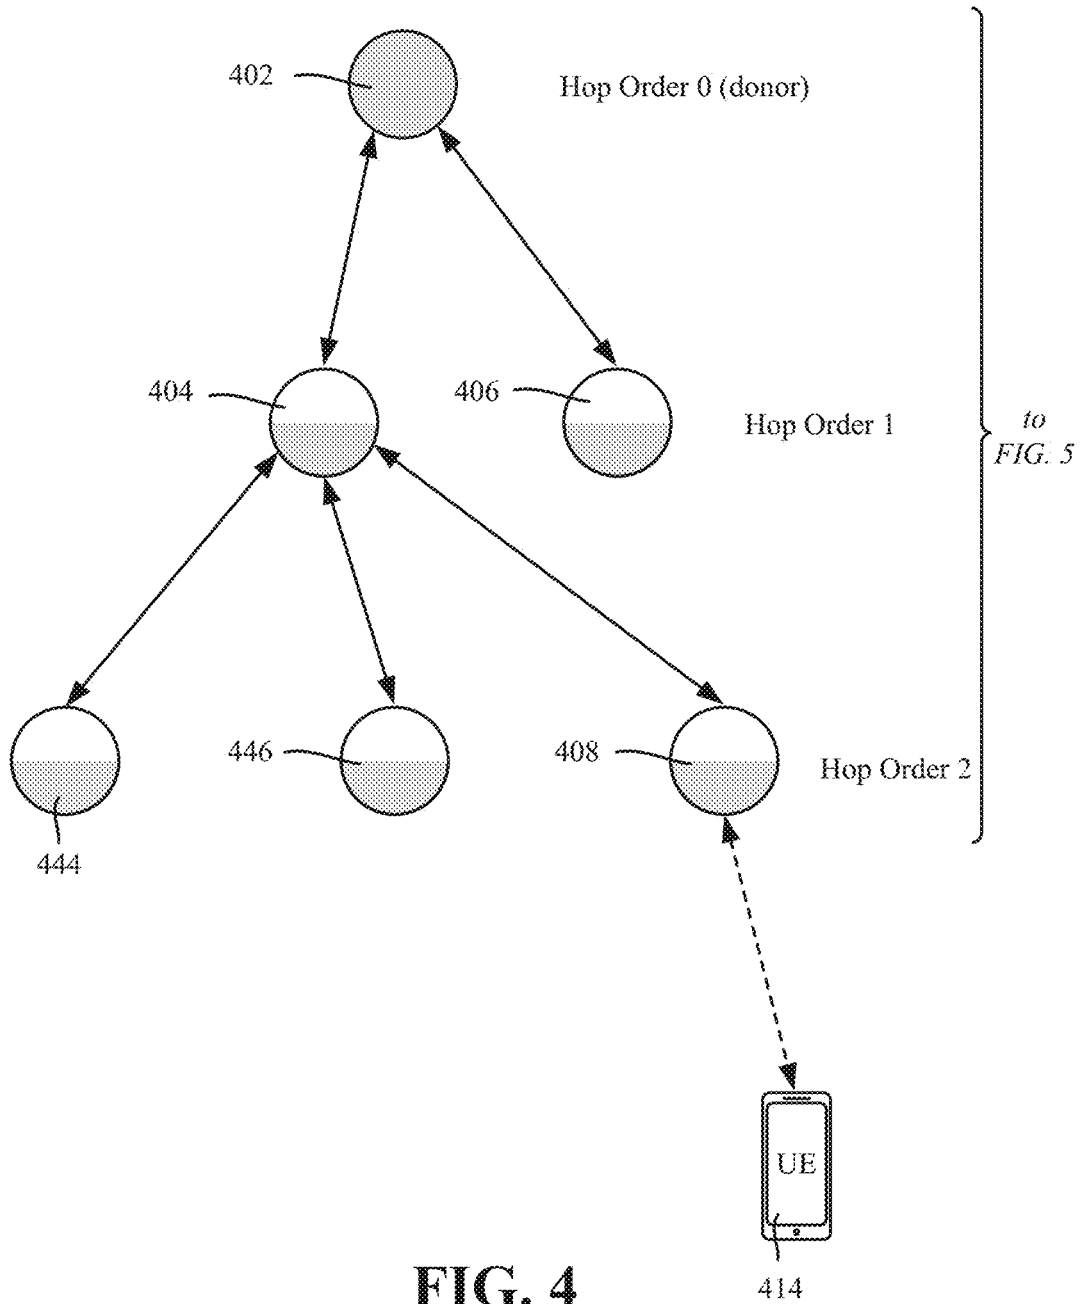 402
Hop Order 0 (donor)
404
406
Hop Order 1
to
FIG. 5
446
408
Hop Order 2
444
UE
414
FIG. 4